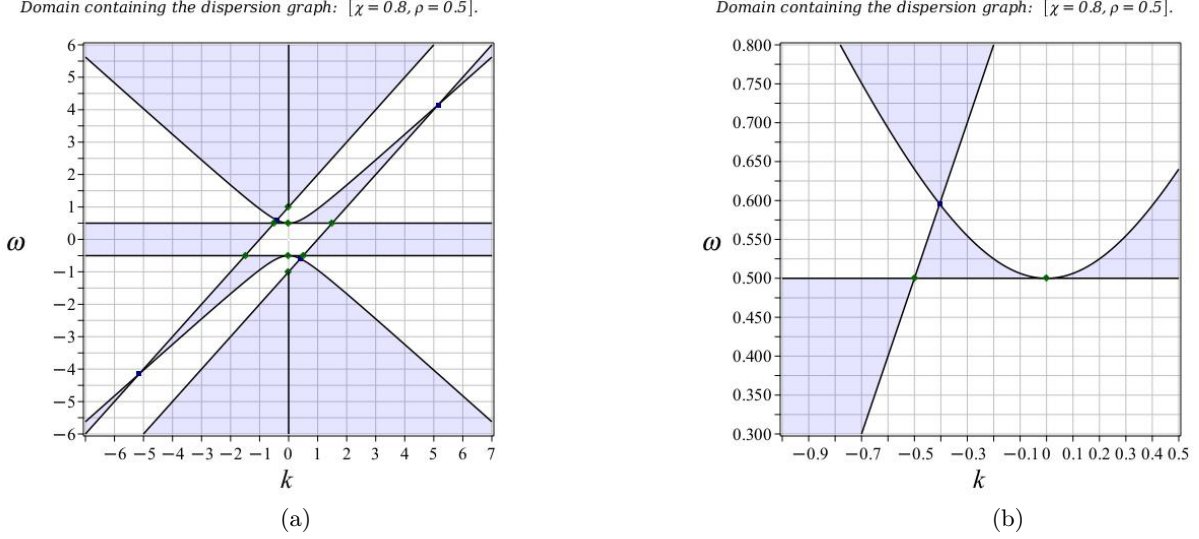 Domain containing the dispersion graph: [χ = 0.8, ρ = 0.5].
6
5
4
3
2
1
0
−1
−2
−3
−4
−5
−6
ω
−6 −5 −4 −3 −2 −1 0 1 2 3 4 5 6 7
k
(a)
Domain containing the dispersion graph: [χ = 0.8, ρ = 0.5].
0.800
0.750
0.700
0.650
0.600
0.550
0.500
0.450
0.400
0.350
0.300
ω
−0.9 −0.7 −0.5 −0.3 −0.1 0 0.1 0.2 0.3 0.4 0.5
k
(b)